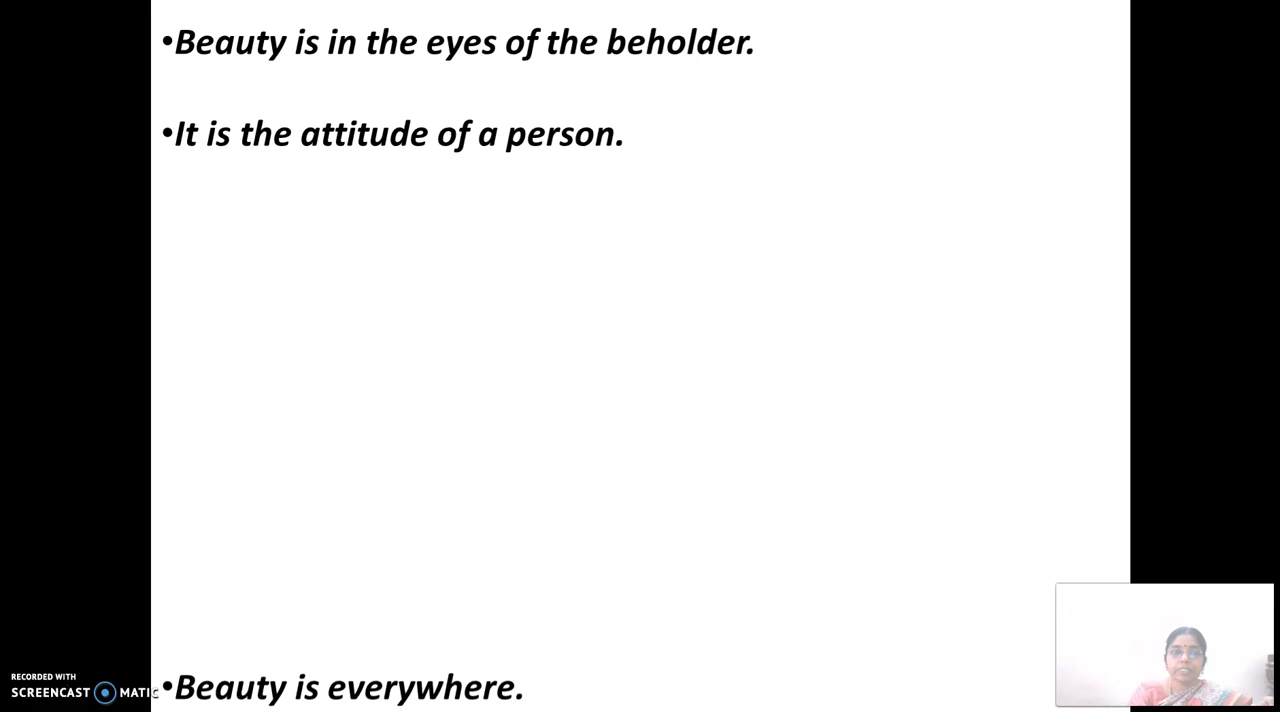 •Beauty is in the eyes of the beholder.
•It is the attitude of a person.
•Beauty is everywhere.
RECORDED WITH
SCREENCAST MATIC